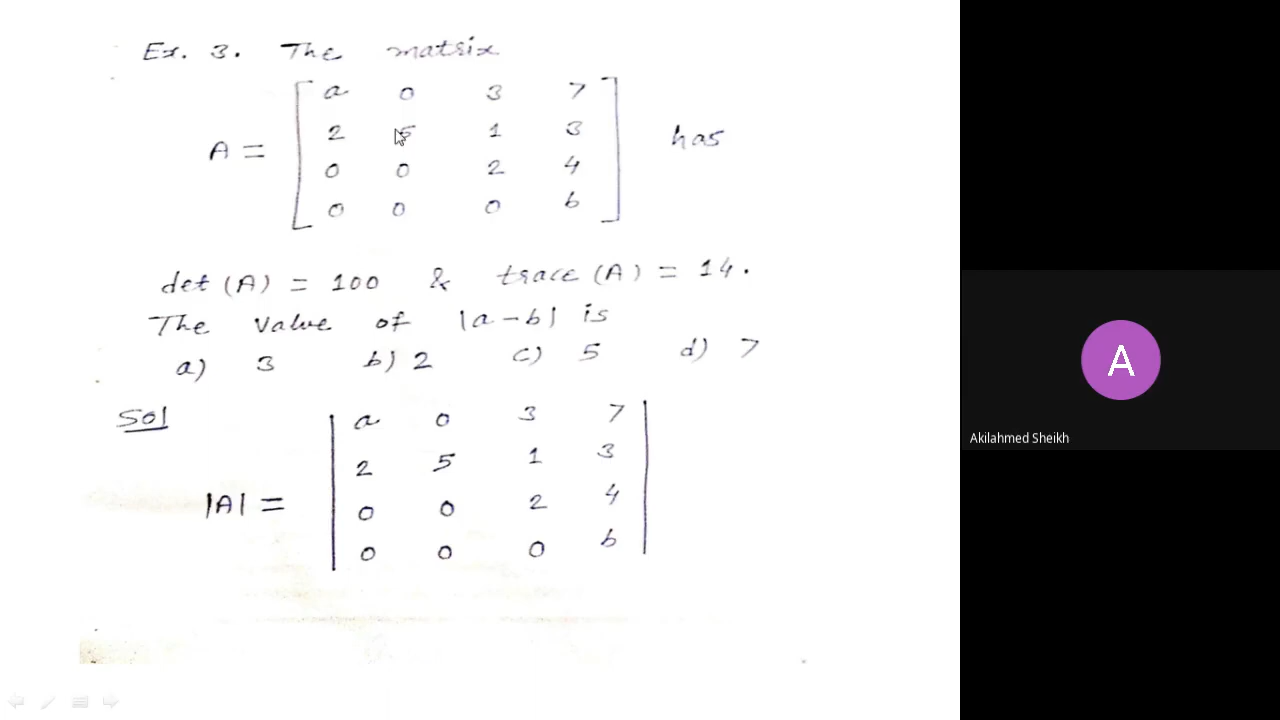 Ex. 3. The matrix
A = [ a 0 3 7
2 5 1 3
0 0 2 4
0 0 0 b ] has
det (A) = 100 & trace (A) = 14.
The value of |a-b| is
a) 3 b) 2 c) 5 d) 7
Sol
|A| = | a 0 3 7
2 5 1 3
0 0 2 4
0 0 0 b |
A
Akilahmed Sheikh